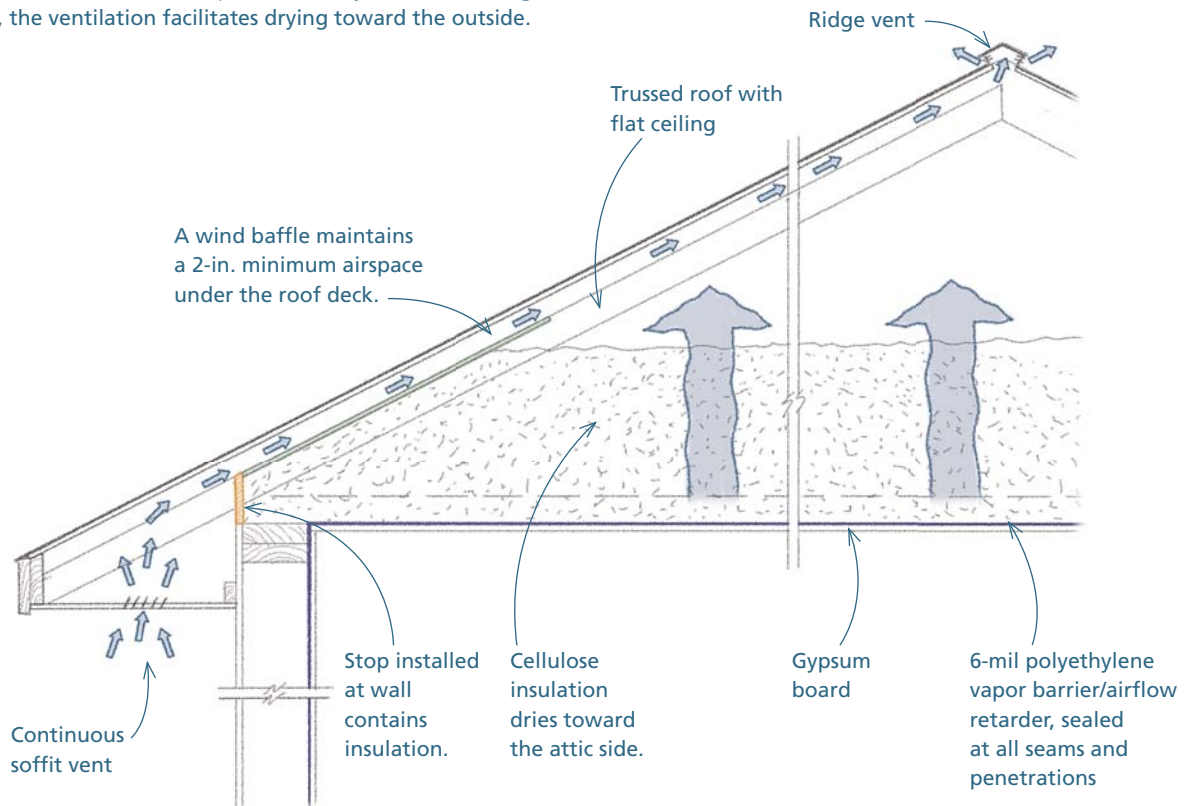 , the ventilation facilitates drying toward the outside.
Ridge vent
Trussed roof with
flat ceiling
A wind baffle maintains
a 2-in. minimum airspace
under the roof deck.
Stop installed
at wall
contains
insulation.
Cellulose
insulation
dries toward
the attic side.
Gypsum
board
6-mil polyethylene
vapor barrier/airflow
retarder, sealed
at all seams and
penetrations
Continuous
soffit vent